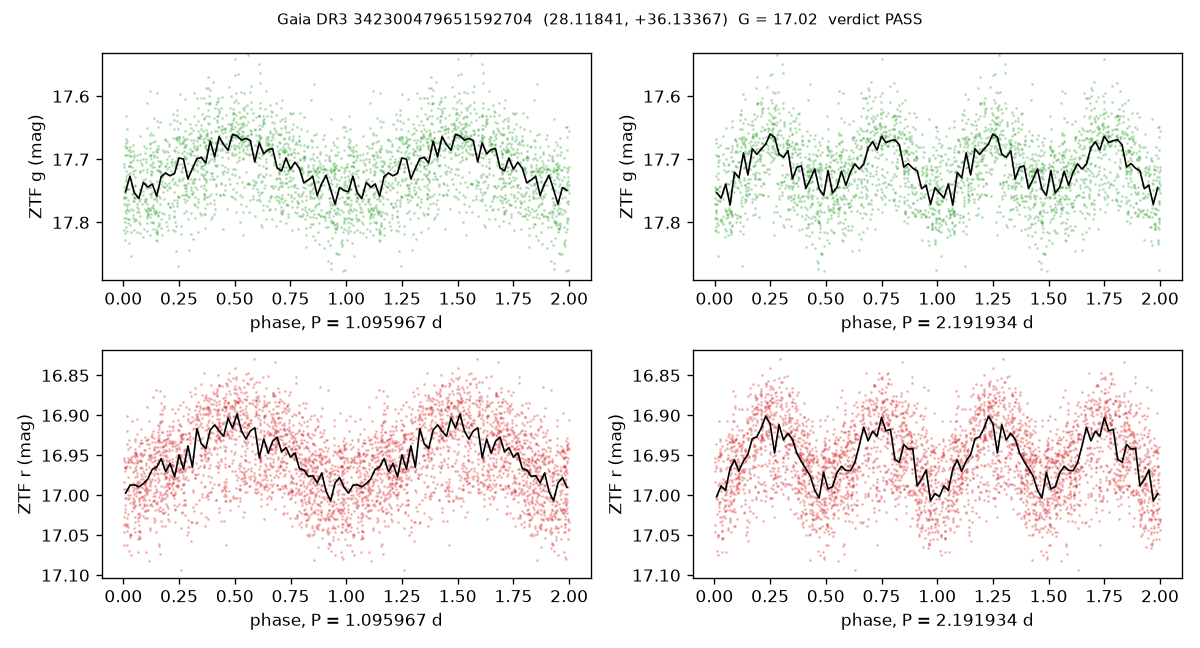 Gaia DR3 342300479651592704  (28.11841, +36.13367)  G = 17.02  verdict PASS
ZTF g (mag)
17.6
17.7
17.8
0.00 0.25 0.50 0.75 1.00 1.25 1.50 1.75 2.00
phase, P = 1.095967 d
ZTF g (mag)
17.6
17.7
17.8
0.00 0.25 0.50 0.75 1.00 1.25 1.50 1.75 2.00
phase, P = 2.191934 d
ZTF r (mag)
16.85
16.90
16.95
17.00
17.05
17.10
0.00 0.25 0.50 0.75 1.00 1.25 1.50 1.75 2.00
phase, P = 1.095967 d
ZTF r (mag)
16.85
16.90
16.95
17.00
17.05
17.10
0.00 0.25 0.50 0.75 1.00 1.25 1.50 1.75 2.00
phase, P = 2.191934 d